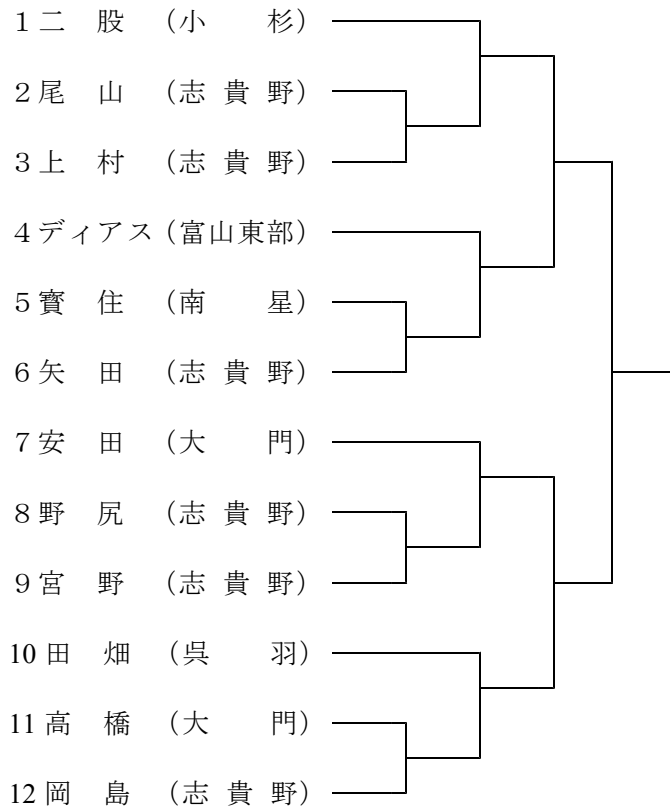 1 二 股 （小 杉）
2 尾 山 （志 貴 野）
3 上 村 （志 貴 野）
4 ディアス （富山東部）
5 寳 住 （南 星）
6 矢 田 （志 貴 野）
7 安 田 （大 門）
8 野 尻 （志 貴 野）
9 宮 野 （志 貴 野）
10 田 畑 （呉 羽）
11 高 橋 （大 門）
12 岡 島 （志 貴 野）